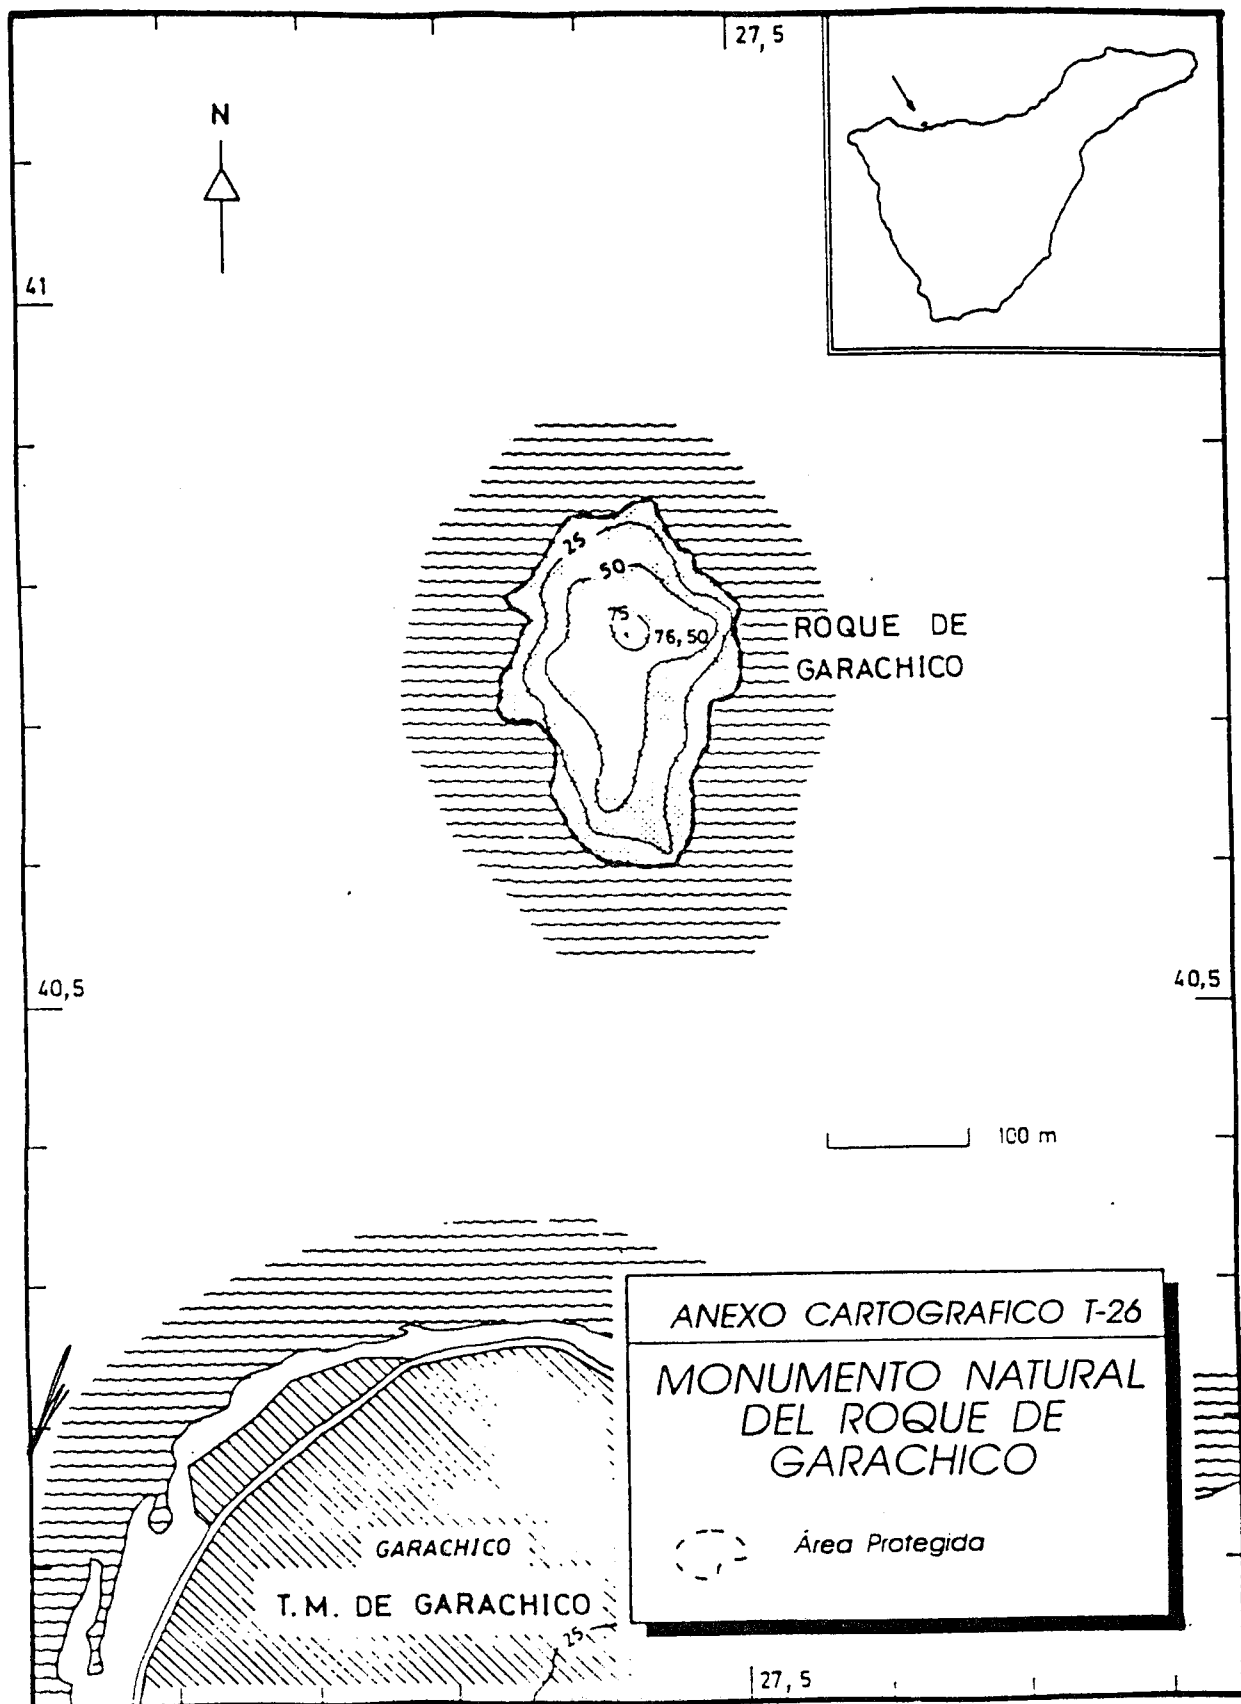 27,5
N
41
25
50
75
76,50
ROQUE DE
GARACHICO
40,5
40,5
100 m
ANEXO CARTOGRAFICO T-26
MONUMENTO NATURAL
DEL ROQUE DE
GARACHICO
Área Protegida
GARACHICO
T.M. DE GARACHICO
25
27,5